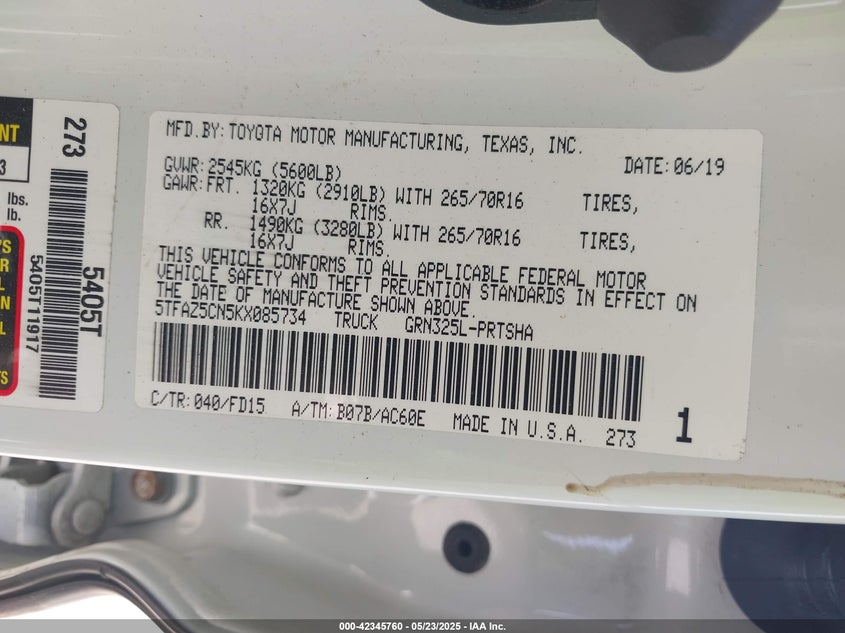 NT
3
lbs.
lb.
'S
R
L
N
L
TS
273
5405T
5405T11917
MFD.BY:TOYOTA MOTOR MANUFACTURING, TEXAS, INC.
DATE:06/19
GVWR:2545KG (5600LB)
GAWR:FRT. 1320KG (2910LB) WITH 265/70R16 TIRES,
16X7J RIMS.
RR. 1490KG (3280LB) WITH 265/70R16 TIRES,
16X7J RIMS.
THIS VEHICLE CONFORMS TO ALL APPLICABLE FEDERAL MOTOR
VEHICLE SAFETY AND THEFT PREVENTION STANDARDS IN EFFECT ON
THE DATE OF MANUFACTURE SHOWN ABOVE.
5TFAZ5CN5KX085734 TRUCK GRN325L-PRTSHA
C/TR:040/FD15 A/TM:B07B/AC60E MADE IN U.S.A. 273
1
000-42345760 - 05/23/2025 - IAA Inc.